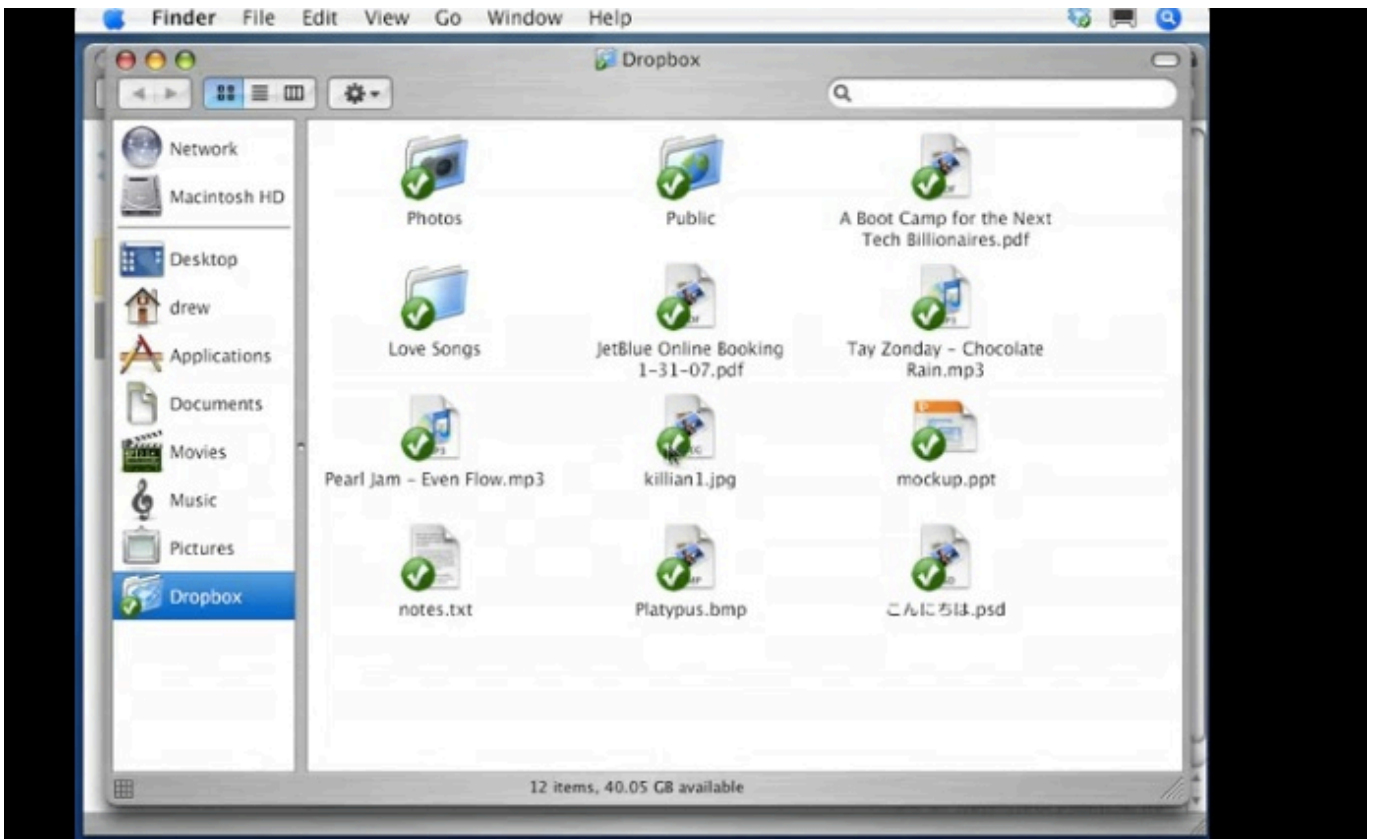 Finder File Edit View Go Window Help
Dropbox
Network
Macintosh HD
Desktop
drew
Applications
Documents
Movies
Music
Pictures
Dropbox
Photos
Public
A Boot Camp for the Next
Tech Billionaires.pdf
Love Songs
JetBlue Online Booking
1-31-07.pdf
Tay Zonday - Chocolate
Rain.mp3
Pearl Jam - Even Flow.mp3
killian1.jpg
mockup.ppt
notes.txt
Platypus.bmp
こんにちは.psd
12 items, 40.05 GB available